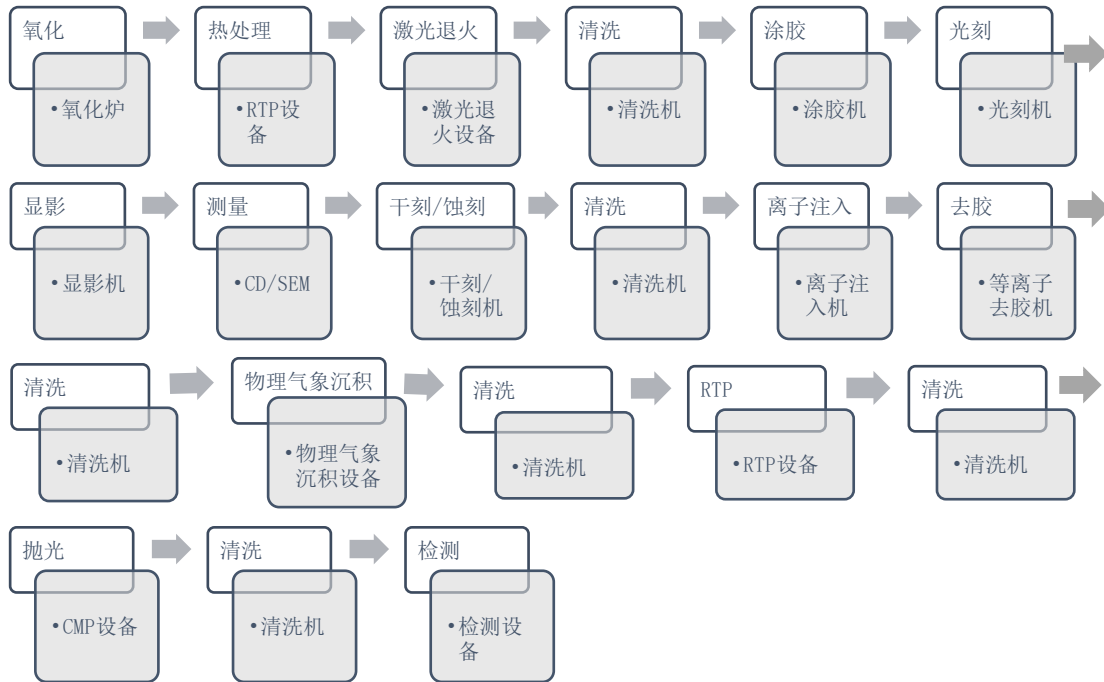 氧化
•氧化炉
热处理
•RTP设
备
激光退火
•激光退
火设备
清洗
•清洗机
涂胶
•涂胶机
光刻
•光刻机
显影
•显影机
测量
•CD/SEM
干刻/蚀刻
•干刻/
蚀刻机
清洗
•清洗机
离子注入
•离子注
入机
去胶
•等离子
去胶机
清洗
•清洗机
物理气象沉积
•物理气象
沉积设备
清洗
•清洗机
RTP
•RTP设备
清洗
•清洗机
抛光
•CMP设备
清洗
•清洗机
检测
•检测设
备